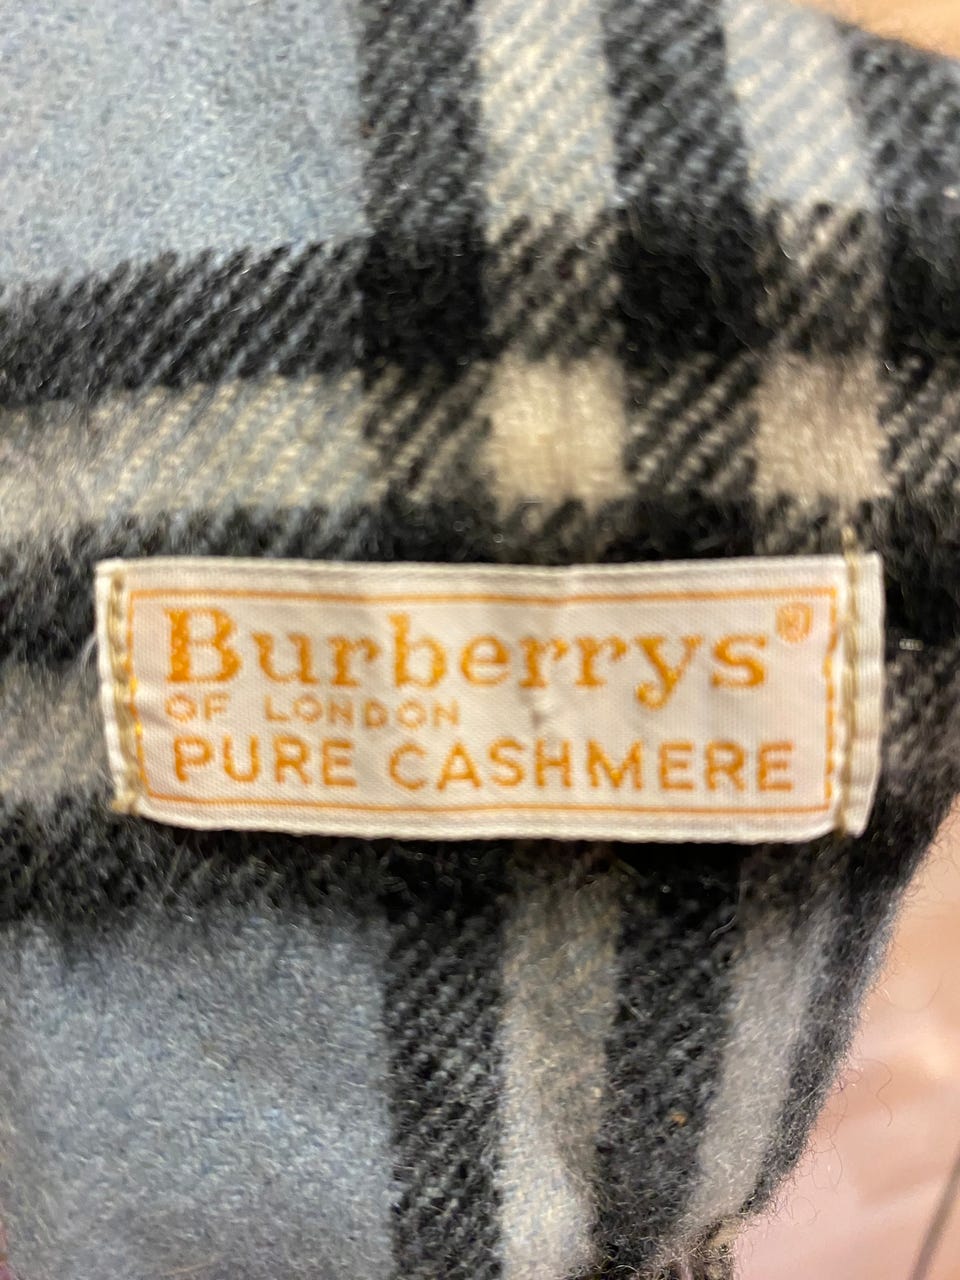 Burberrys®
OF LONDON
PURE CASHMERE